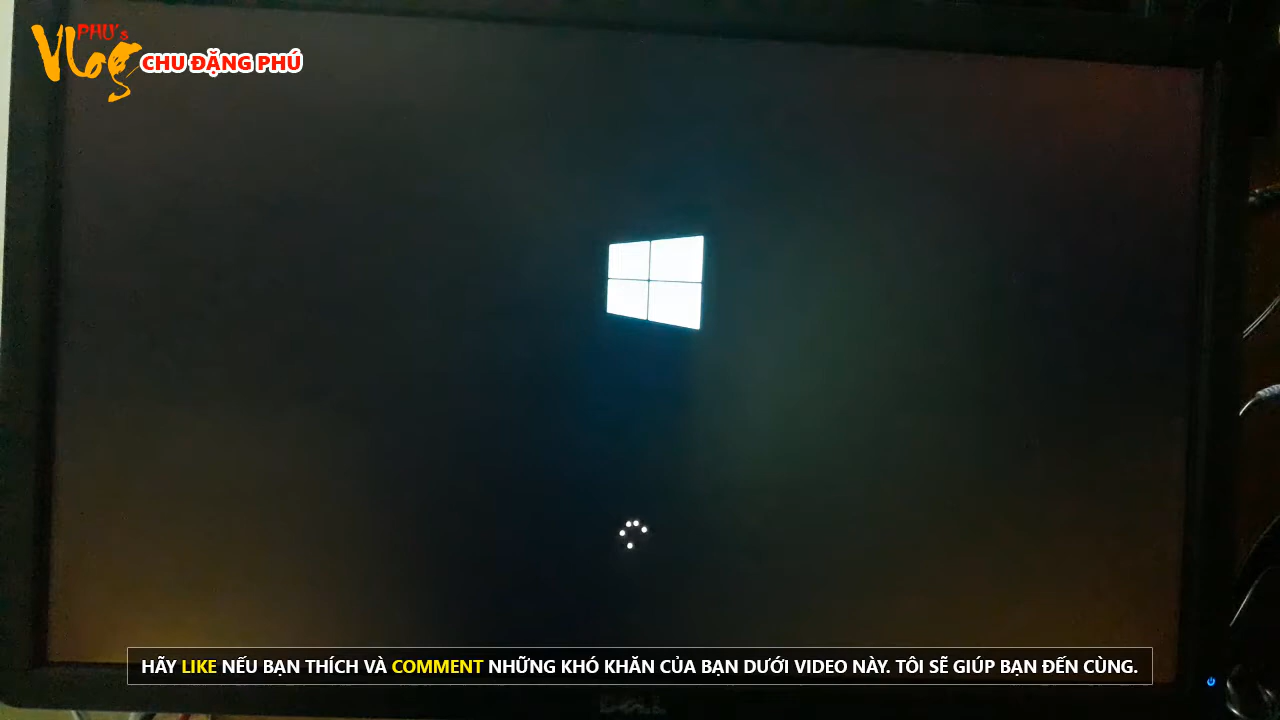 PHU's
Vlog
CHU ĐẶNG PHÚ
HÃY LIKE NẾU BẠN THÍCH VÀ COMMENT NHỮNG KHÓ KHĂN CỦA BẠN DƯỚI VIDEO NÀY. TÔI SẼ GIÚP BẠN ĐẾN CÙNG.
DELL